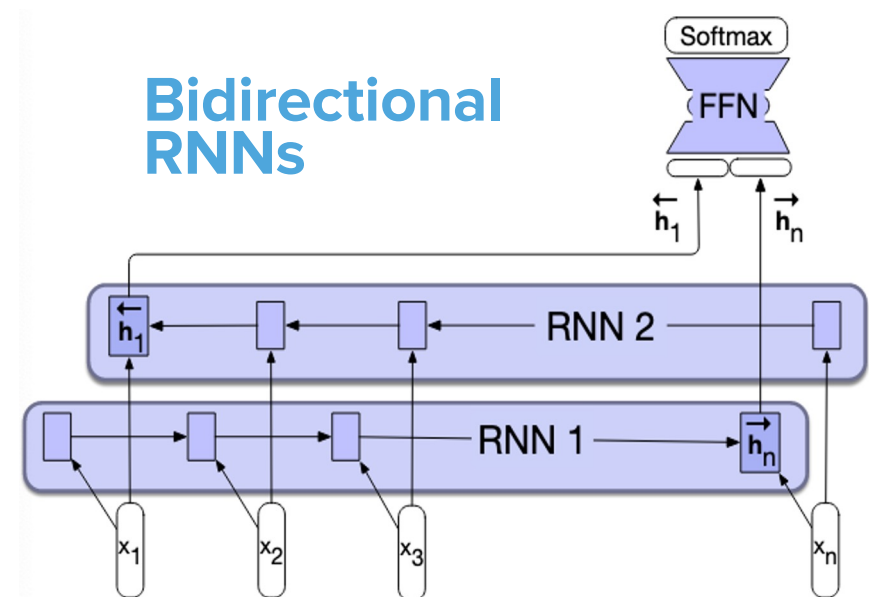 Softmax
Bidirectional
RNNs
FFN
←h₁ →hₙ
←h₁ RNN 2
RNN 1 →hₙ
x₁ x₂ x₃ xₙ